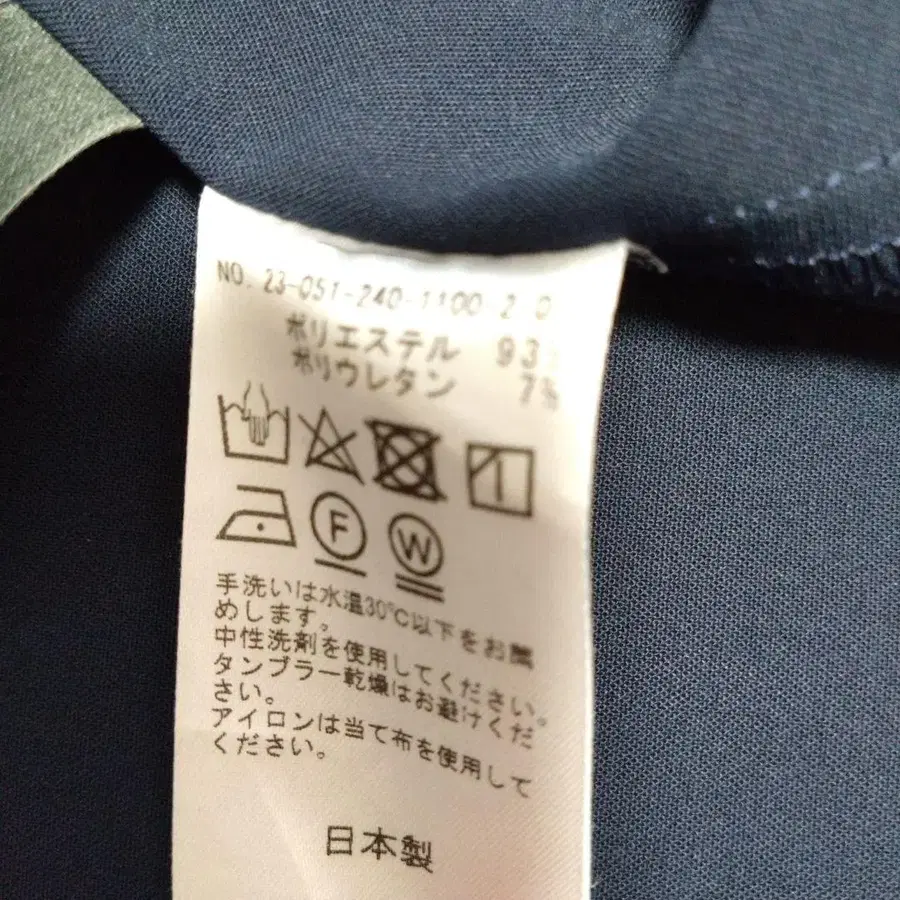 NO. 23-051-240-1100-2 0
ポリエステル 93%
ポリウレタン 7%
F
W
手洗いは水温30℃以下をお薦
めします。
中性洗剤を使用してください。
タンブラー乾燥はお避けくだ
さい。
アイロンは当て布を使用して
ください。
日本製